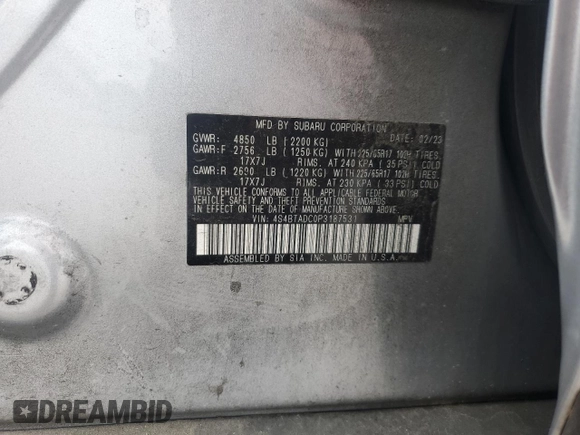 MFD BY SUBARU CORPORATION
DATE: 02/23
GVWR: 4850 LB (2200 KG)
GAWR:F 2756 LB (1250 KG) WITH 225/65R17 102H TIRES.
17X7J RIMS. AT 240 KPA (35 PSI) COLD
GAWR:R 2690 LB (1220 KG) WITH 225/65R17 102H TIRES.
17X7J RIMS. AT 230 KPA (33 PSI) COLD
THIS VEHICLE CONFORMS TO ALL APPLICABLE FEDERAL MOTOR
VEHICLE SAFETY AND THEFT PREVENTION STANDARDS
IN EFFECT ON THE DATE OF MANUFACTURE SHOWN ABOVE.
VIN: 4S4BTADC0P3187531 MPV
ASSEMBLED BY SIA INC. MADE IN U.S.A.
DREAMBID